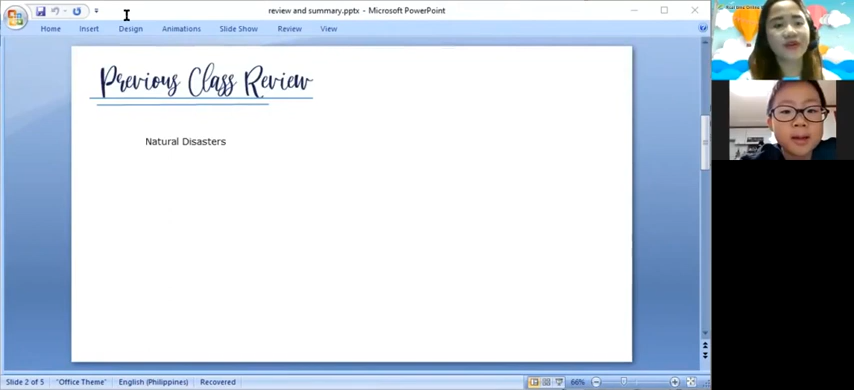 review and summary.pptx - Microsoft PowerPoint
Home Insert Design Animations Slide Show Review View
Previous Class Review
Natural Disasters
Slide 2 of 5 "Office Theme" English (Philippines) Recovered 66%